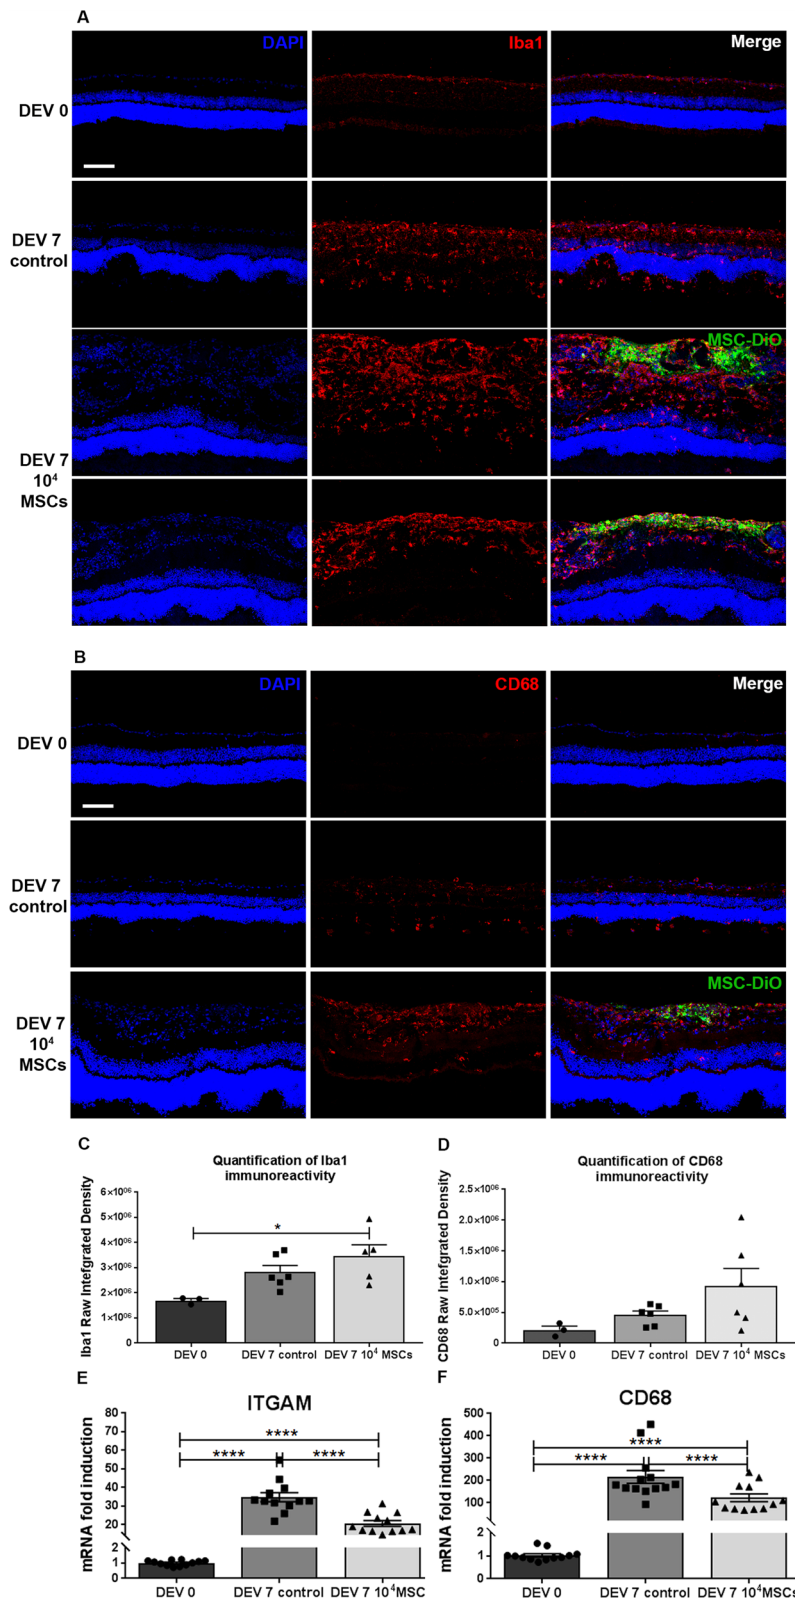 A
DAPI Iba1 Merge
DEV 0
DEV 7
control
MSC-DiO
DEV 7
10⁴
MSCs
B
DAPI CD68 Merge
DEV 0
DEV 7
control
MSC-DiO
DEV 7
10⁴
MSCs
C
Quantification of Iba1
immunoreactivity
Iba1 Raw Intefgrated Density
6×10⁰⁶
5×10⁰⁶
4×10⁰⁶
3×10⁰⁶
2×10⁰⁶
1×10⁰⁶
0
*
DEV 0 DEV 7 control DEV 7 10⁴ MSCs
D
Quantification of CD68
immunoreactivity
CD68 Raw Intefgrated Density
2.5×10⁰⁶
2.0×10⁰⁶
1.5×10⁰⁶
1.0×10⁰⁶
5.0×10⁰⁵
0
DEV 0 DEV 7 control DEV 7 10⁴ MSCs
E
ITGAM
mRNA fold induction
80
70
60
50
40
30
20
2
1
0
****
**** ****
DEV 0 DEV 7 control DEV 7 10⁴MSC
F
CD68
mRNA fold induction
500
400
300
200
100
2
1
0
****
**** ****
DEV 0 DEV 7 control DEV 7 10⁴MSCs